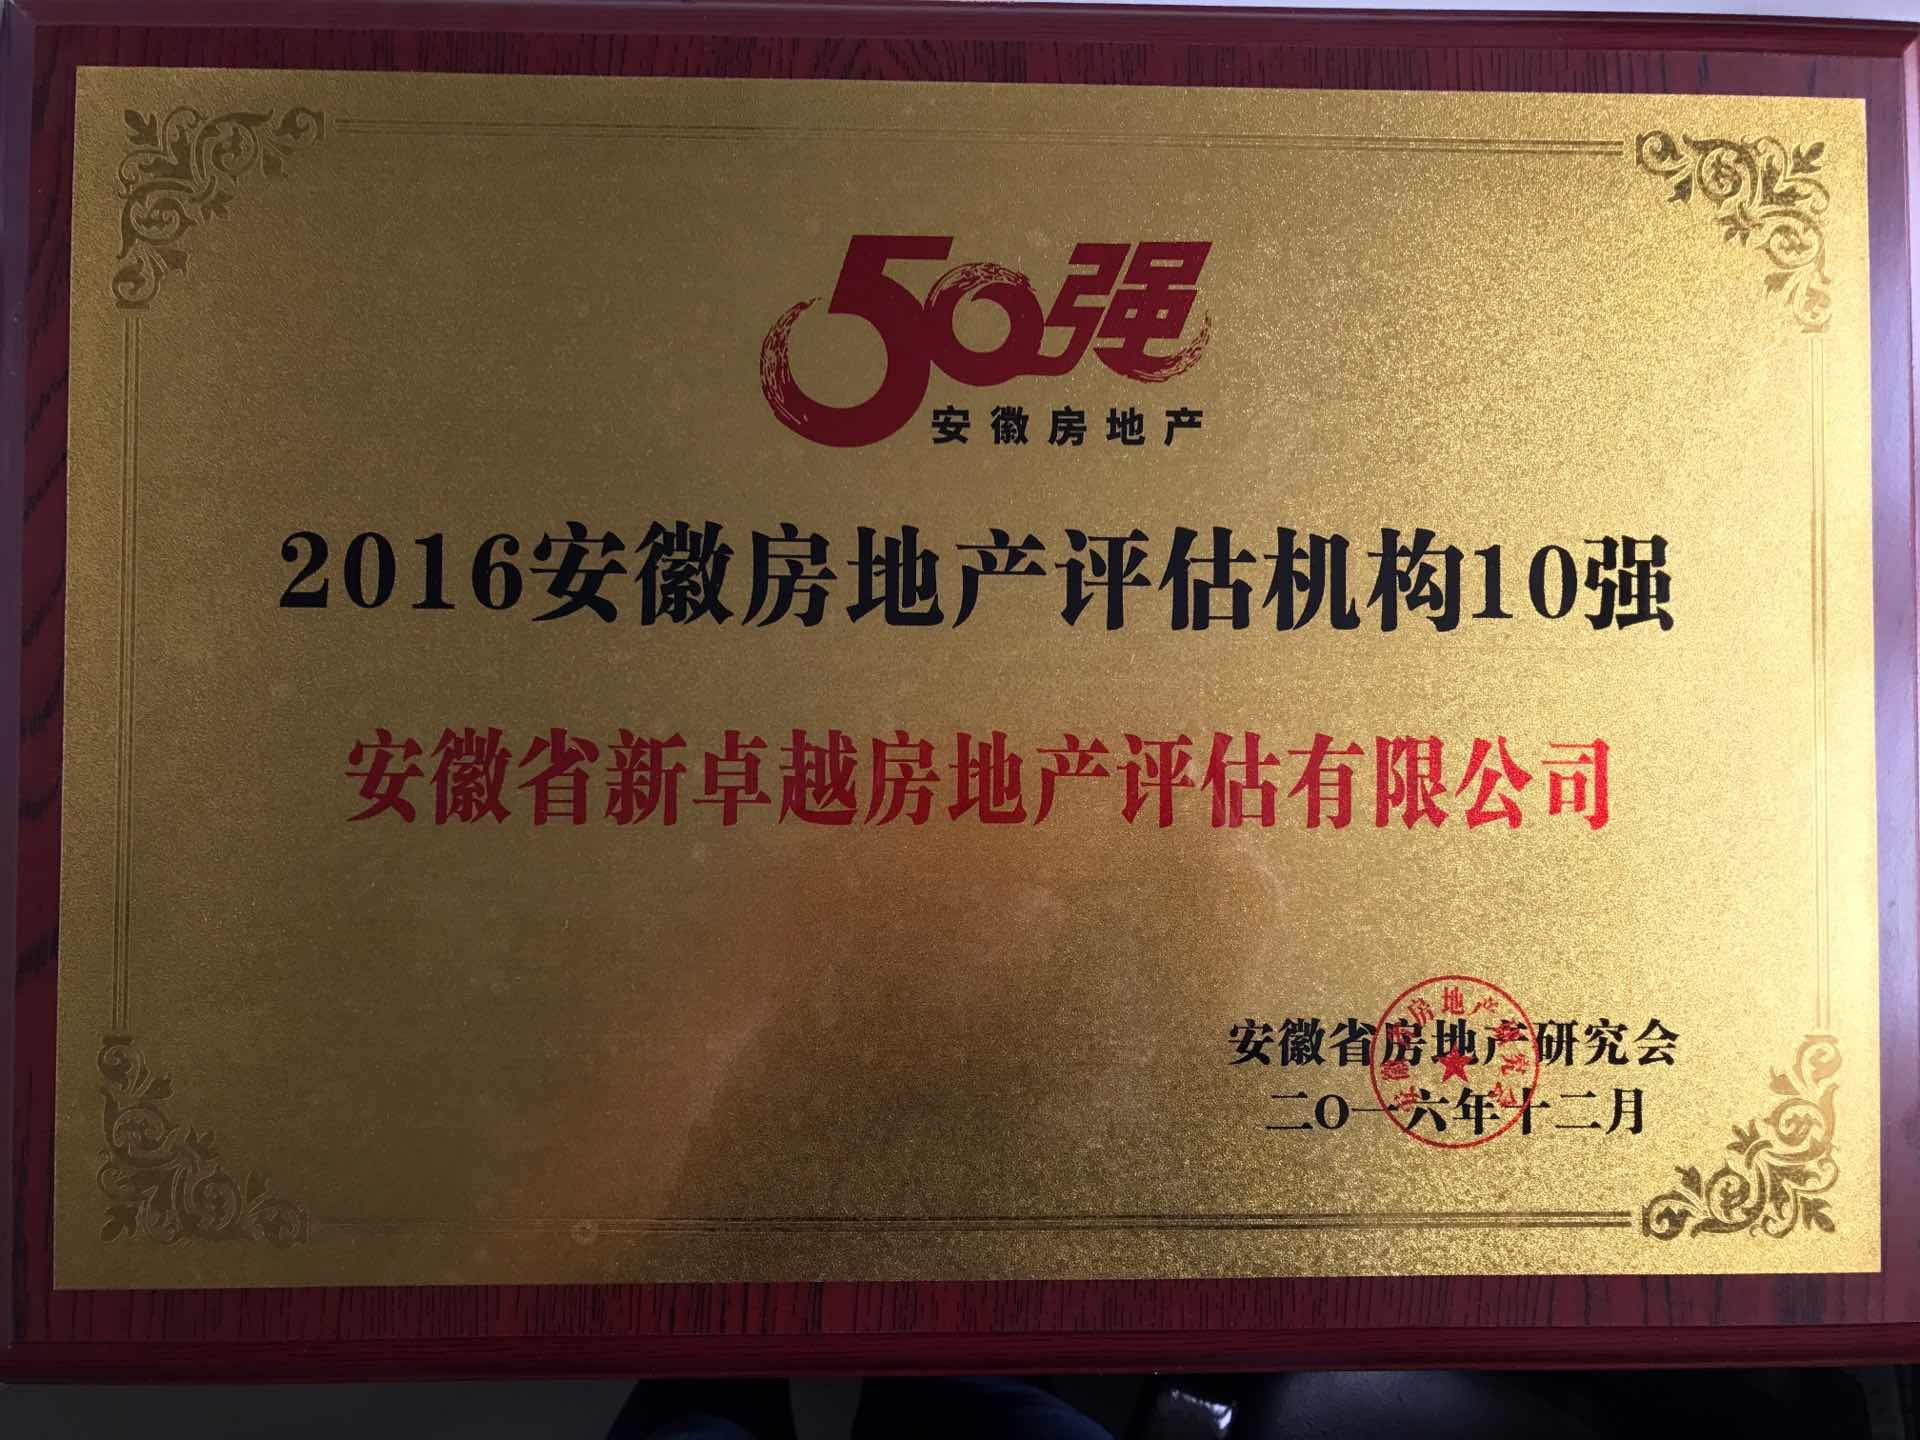 50强
安徽房地产
2016安徽房地产评估机构10强
安徽省新卓越房地产评估有限公司
安徽省房地产研究会
二O一六年十二月